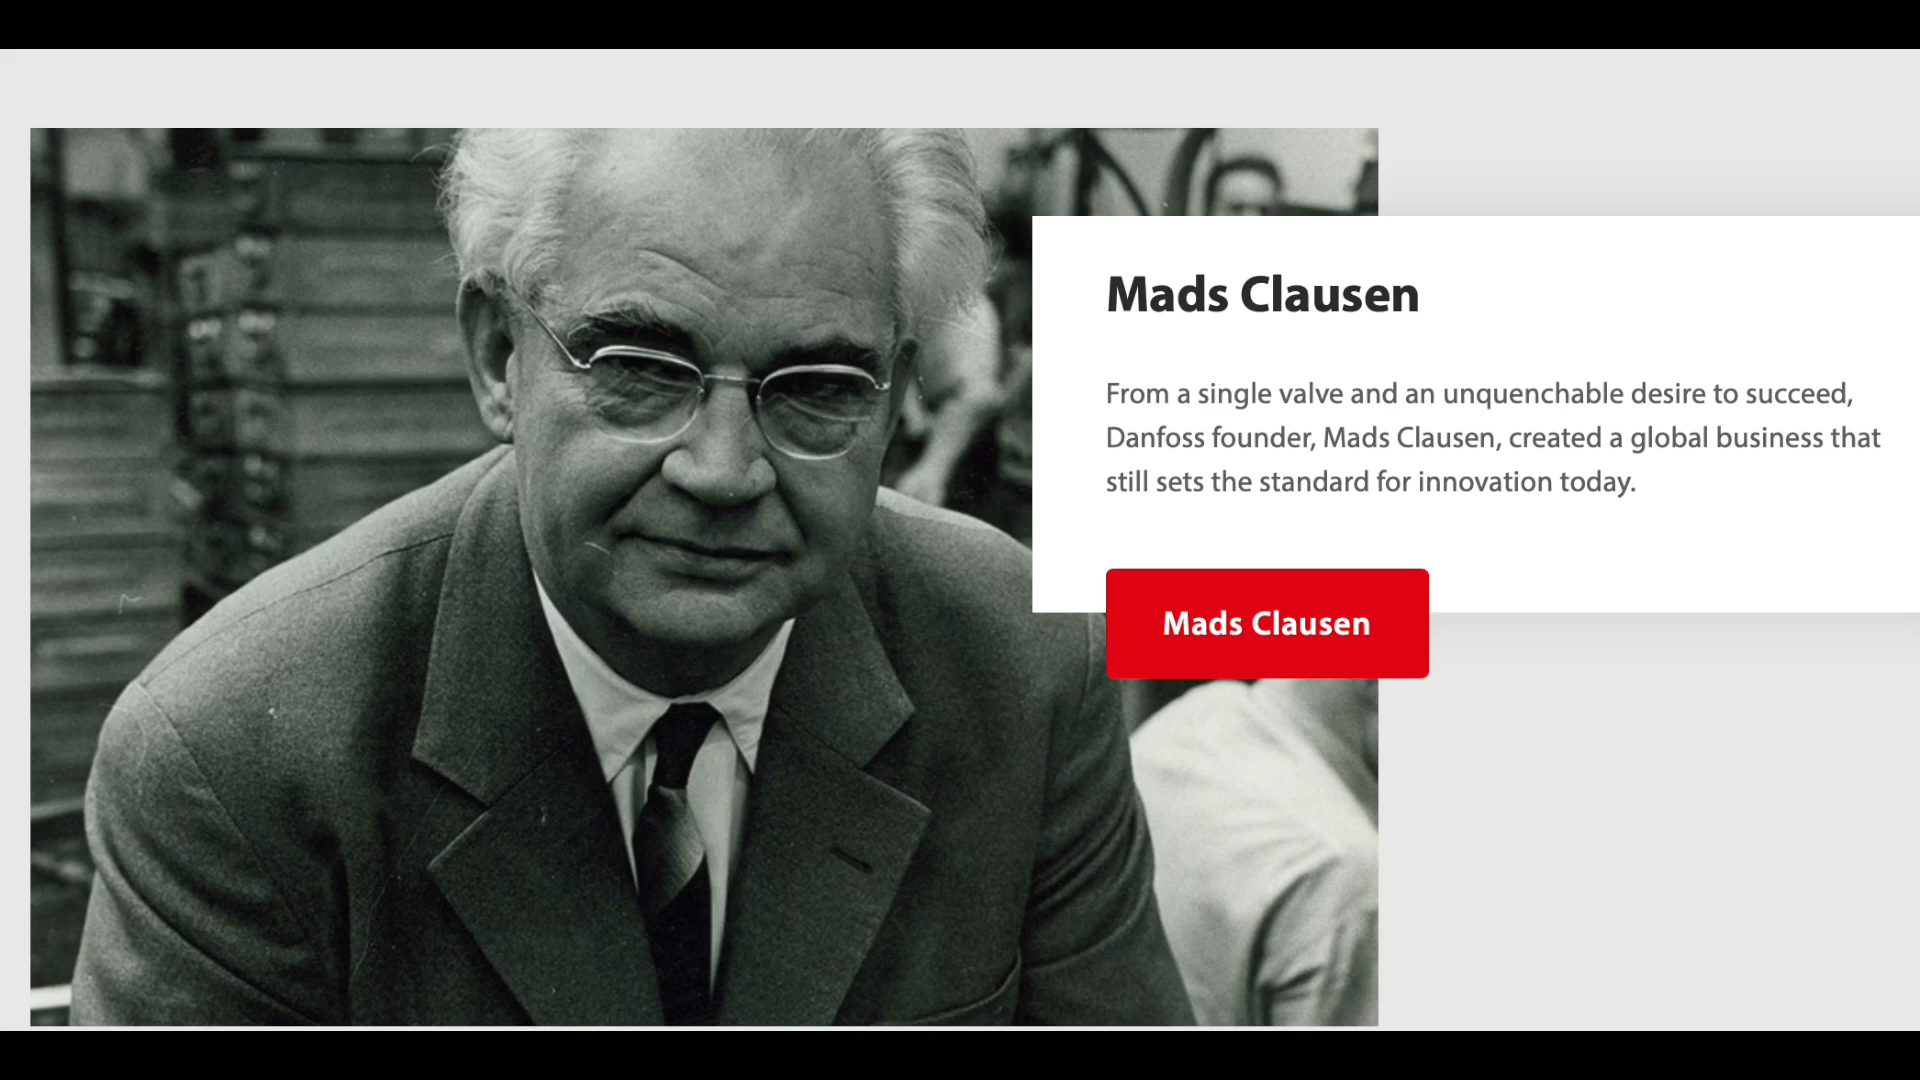 Mads Clausen
From a single valve and an unquenchable desire to succeed,
Danfoss founder, Mads Clausen, created a global business that
still sets the standard for innovation today.
Mads Clausen